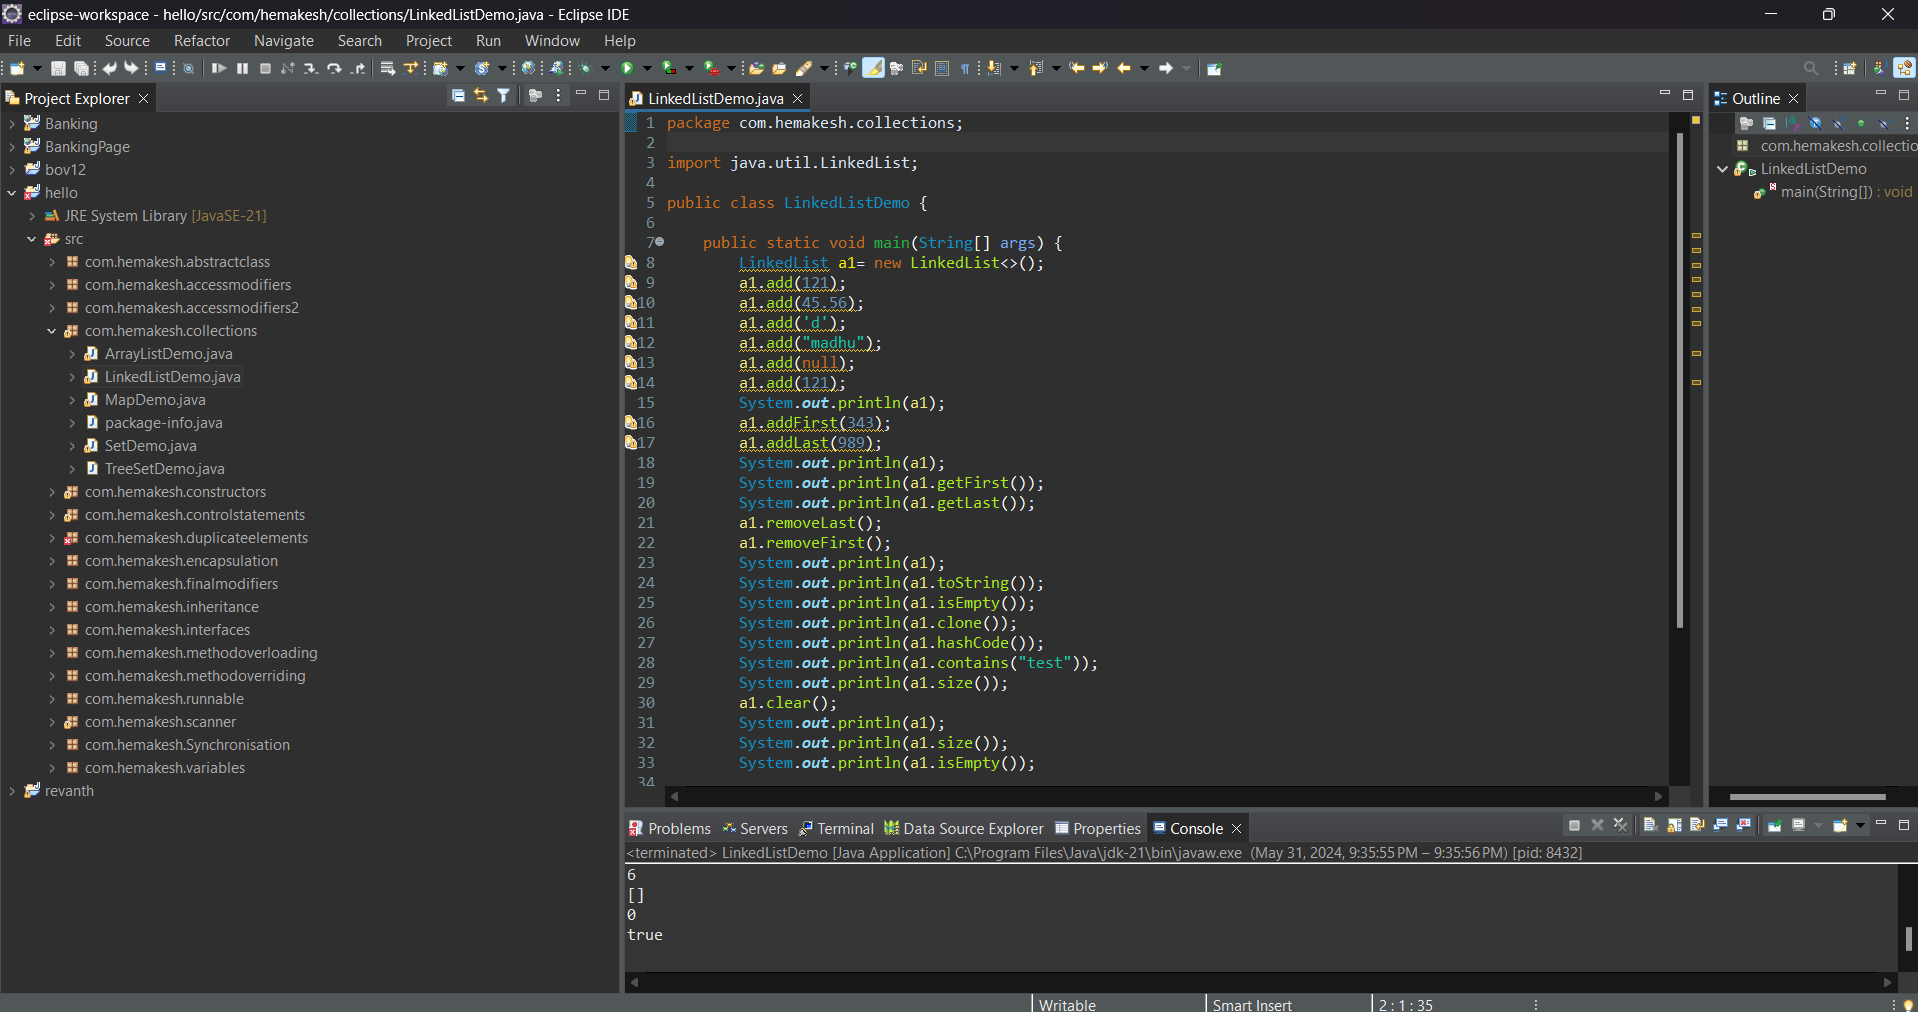 eclipse-workspace - hello/src/com/hemakesh/collections/LinkedListDemo.java - Eclipse IDE
File Edit Source Refactor Navigate Search Project Run Window Help
Project Explorer
Banking
BankingPage
bov12
hello
JRE System Library [JavaSE-21]
src
com.hemakesh.abstractclass
com.hemakesh.accessmodifiers
com.hemakesh.accessmodifiers2
com.hemakesh.collections
ArrayListDemo.java
LinkedListDemo.java
MapDemo.java
package-info.java
SetDemo.java
TreeSetDemo.java
com.hemakesh.constructors
com.hemakesh.controlstatements
com.hemakesh.duplicateelements
com.hemakesh.encapsulation
com.hemakesh.finalmodifiers
com.hemakesh.inheritance
com.hemakesh.interfaces
com.hemakesh.methodoverloading
com.hemakesh.methodoverriding
com.hemakesh.runnable
com.hemakesh.scanner
com.hemakesh.Synchronisation
com.hemakesh.variables
revanth
LinkedListDemo.java
1 package com.hemakesh.collections;
2
3 import java.util.LinkedList;
4
5 public class LinkedListDemo {
6
7 public static void main(String[] args) {
8 LinkedList a1= new LinkedList<>();
9 a1.add(121);
10 a1.add(45.56);
11 a1.add('d');
12 a1.add("madhu");
13 a1.add(null);
14 a1.add(121);
15 System.out.println(a1);
16 a1.addFirst(343);
17 a1.addLast(989);
18 System.out.println(a1);
19 System.out.println(a1.getFirst());
20 System.out.println(a1.getLast());
21 a1.removeLast();
22 a1.removeFirst();
23 System.out.println(a1);
24 System.out.println(a1.toString());
25 System.out.println(a1.isEmpty());
26 System.out.println(a1.clone());
27 System.out.println(a1.hashCode());
28 System.out.println(a1.contains("test"));
29 System.out.println(a1.size());
30 a1.clear();
31 System.out.println(a1);
32 System.out.println(a1.size());
33 System.out.println(a1.isEmpty());
34
Outline
com.hemakesh.collectio
LinkedListDemo
main(String[]) : void
Problems Servers Terminal Data Source Explorer Properties Console
<terminated> LinkedListDemo [Java Application] C:\Program Files\Java\jdk-21\bin\javaw.exe (May 31, 2024, 9:35:55 PM – 9:35:56 PM) [pid: 8432]
6
[]
0
true
Writable Smart Insert 2 : 1 : 35